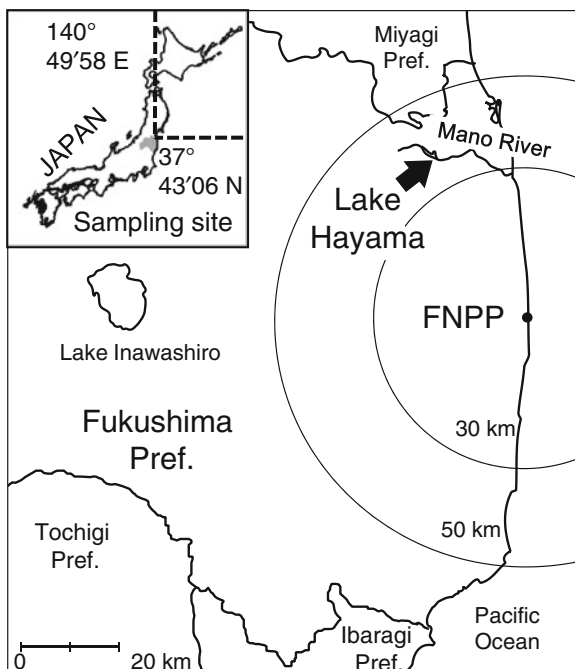 140°
49′58 E
JAPAN
37°
43′06 N
Sampling site
Miyagi
Pref.
Mano River
Lake
Hayama
FNPP
Lake Inawashiro
Fukushima
Pref.
30 km
50 km
Tochigi
Pref.
Ibaragi
Pref.
Pacific
Ocean
0 20 km